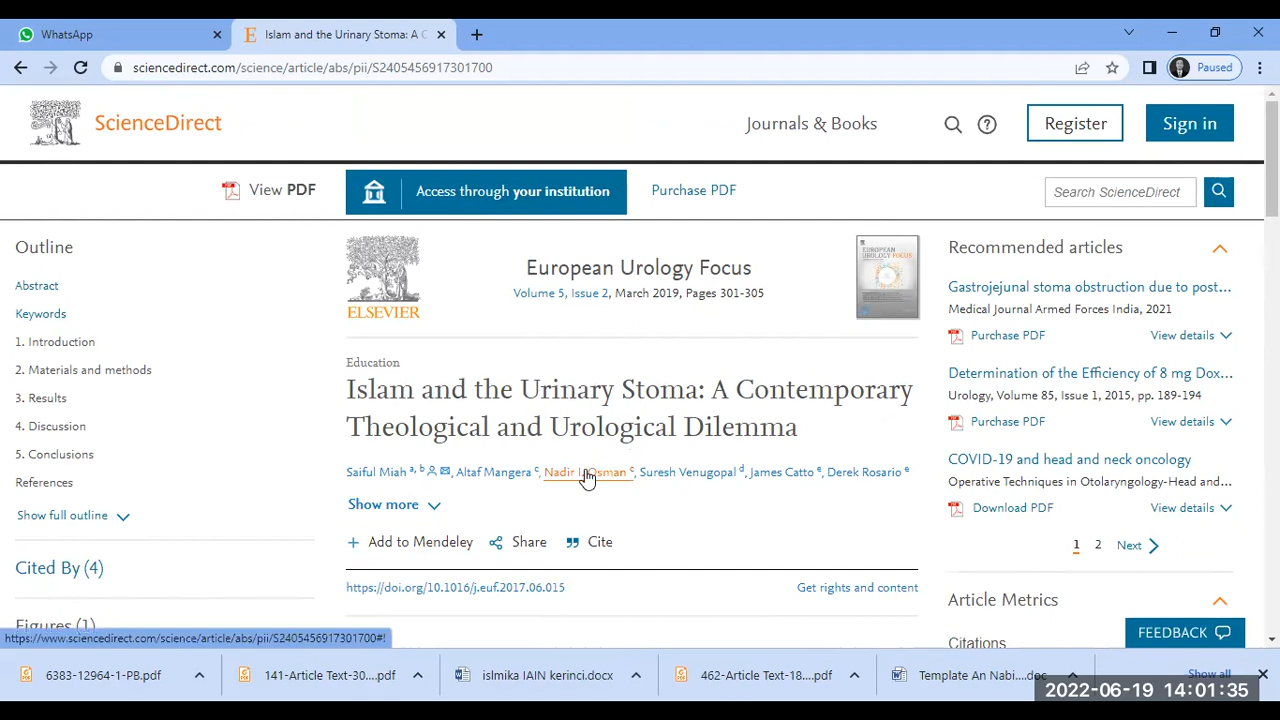 WhatsApp
Islam and the Urinary Stoma: A C
sciencedirect.com/science/article/abs/pii/S2405456917301700
Paused
ScienceDirect
Journals & Books
Register
Sign in
View PDF
Access through your institution
Purchase PDF
Search ScienceDirect
Outline
Abstract
Keywords
1. Introduction
2. Materials and methods
3. Results
4. Discussion
5. Conclusions
References
Show full outline
Cited By (4)
Figures (1)
ELSEVIER
European Urology Focus
Volume 5, Issue 2, March 2019, Pages 301-305
EUROPEAN UROLOGY FOCUS
Education
Islam and the Urinary Stoma: A Contemporary
Theological and Urological Dilemma
Saiful Miah a, b, Altaf Mangera c, Nadir I. Osman c, Suresh Venugopal d, James Catto e, Derek Rosario e
Show more
Add to Mendeley
Share
Cite
https://doi.org/10.1016/j.euf.2017.06.015
Get rights and content
Recommended articles
Gastrojejunal stoma obstruction due to post...
Medical Journal Armed Forces India, 2021
Purchase PDF
View details
Determination of the Efficiency of 8 mg Dox...
Urology, Volume 85, Issue 1, 2015, pp. 189-194
Purchase PDF
View details
COVID-19 and head and neck oncology
Operative Techniques in Otolaryngology-Head and...
Download PDF
View details
1 2 Next
Article Metrics
Citations
FEEDBACK
https://www.sciencedirect.com/science/article/abs/pii/S2405456917301700#!
6383-12964-1-PB.pdf
141-Article Text-30....pdf
islmika IAIN kerinci.docx
462-Article Text-18....pdf
Template An Nabi....doc
Show all
2022-06-19 14:01:35